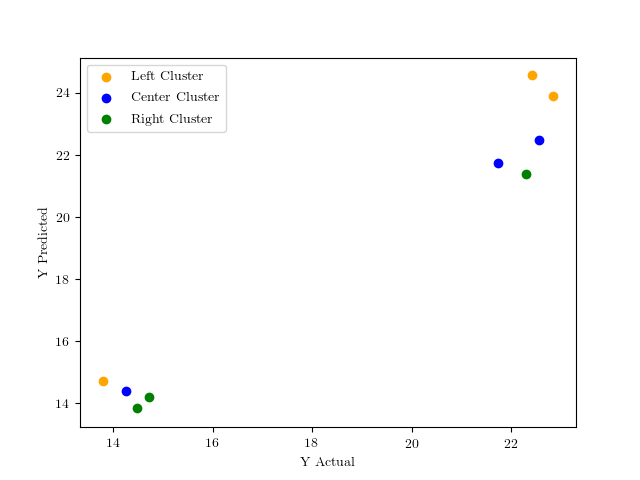 Left Cluster
Center Cluster
Right Cluster
Y Predicted
24
22
20
18
16
14
14 16 18 20 22
Y Actual